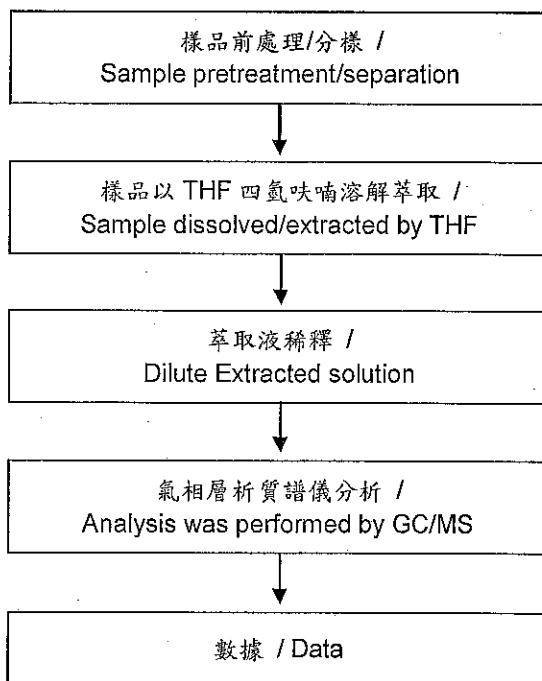 樣品前處理/分樣 /
Sample pretreatment/separation
樣品以 THF 四氫呋喃溶解萃取 /
Sample dissolved/extracted by THF
萃取液稀釋 /
Dilute Extracted solution
氣相層析質譜儀分析 /
Analysis was performed by GC/MS
數據 / Data